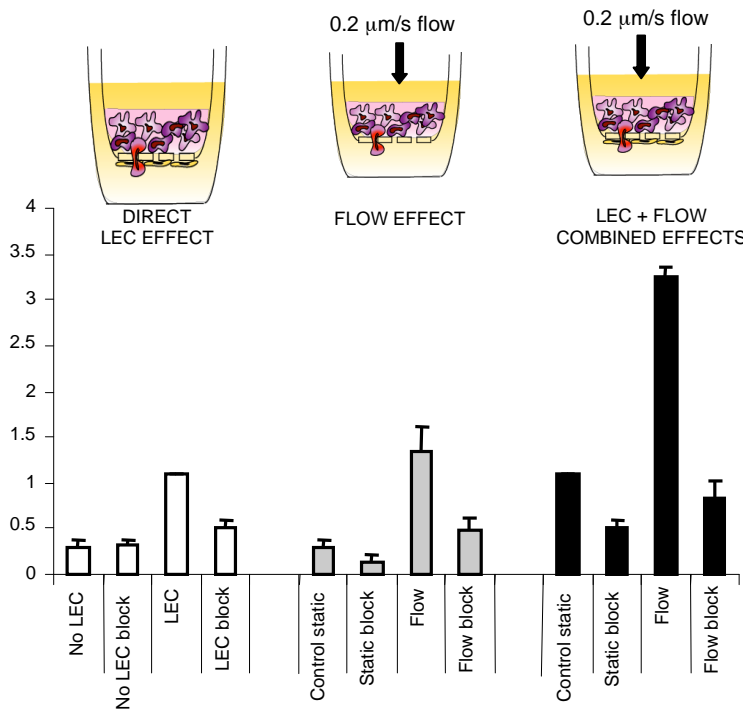 0.2 μm/s flow
0.2 μm/s flow
DIRECT
LEC EFFECT
FLOW EFFECT
LEC + FLOW
COMBINED EFFECTS
4
3.5
3
2.5
2
1.5
1
0.5
0
No LEC
No LEC block
LEC
LEC block
Control static
Static block
Flow
Flow block
Control static
Static block
Flow
Flow block